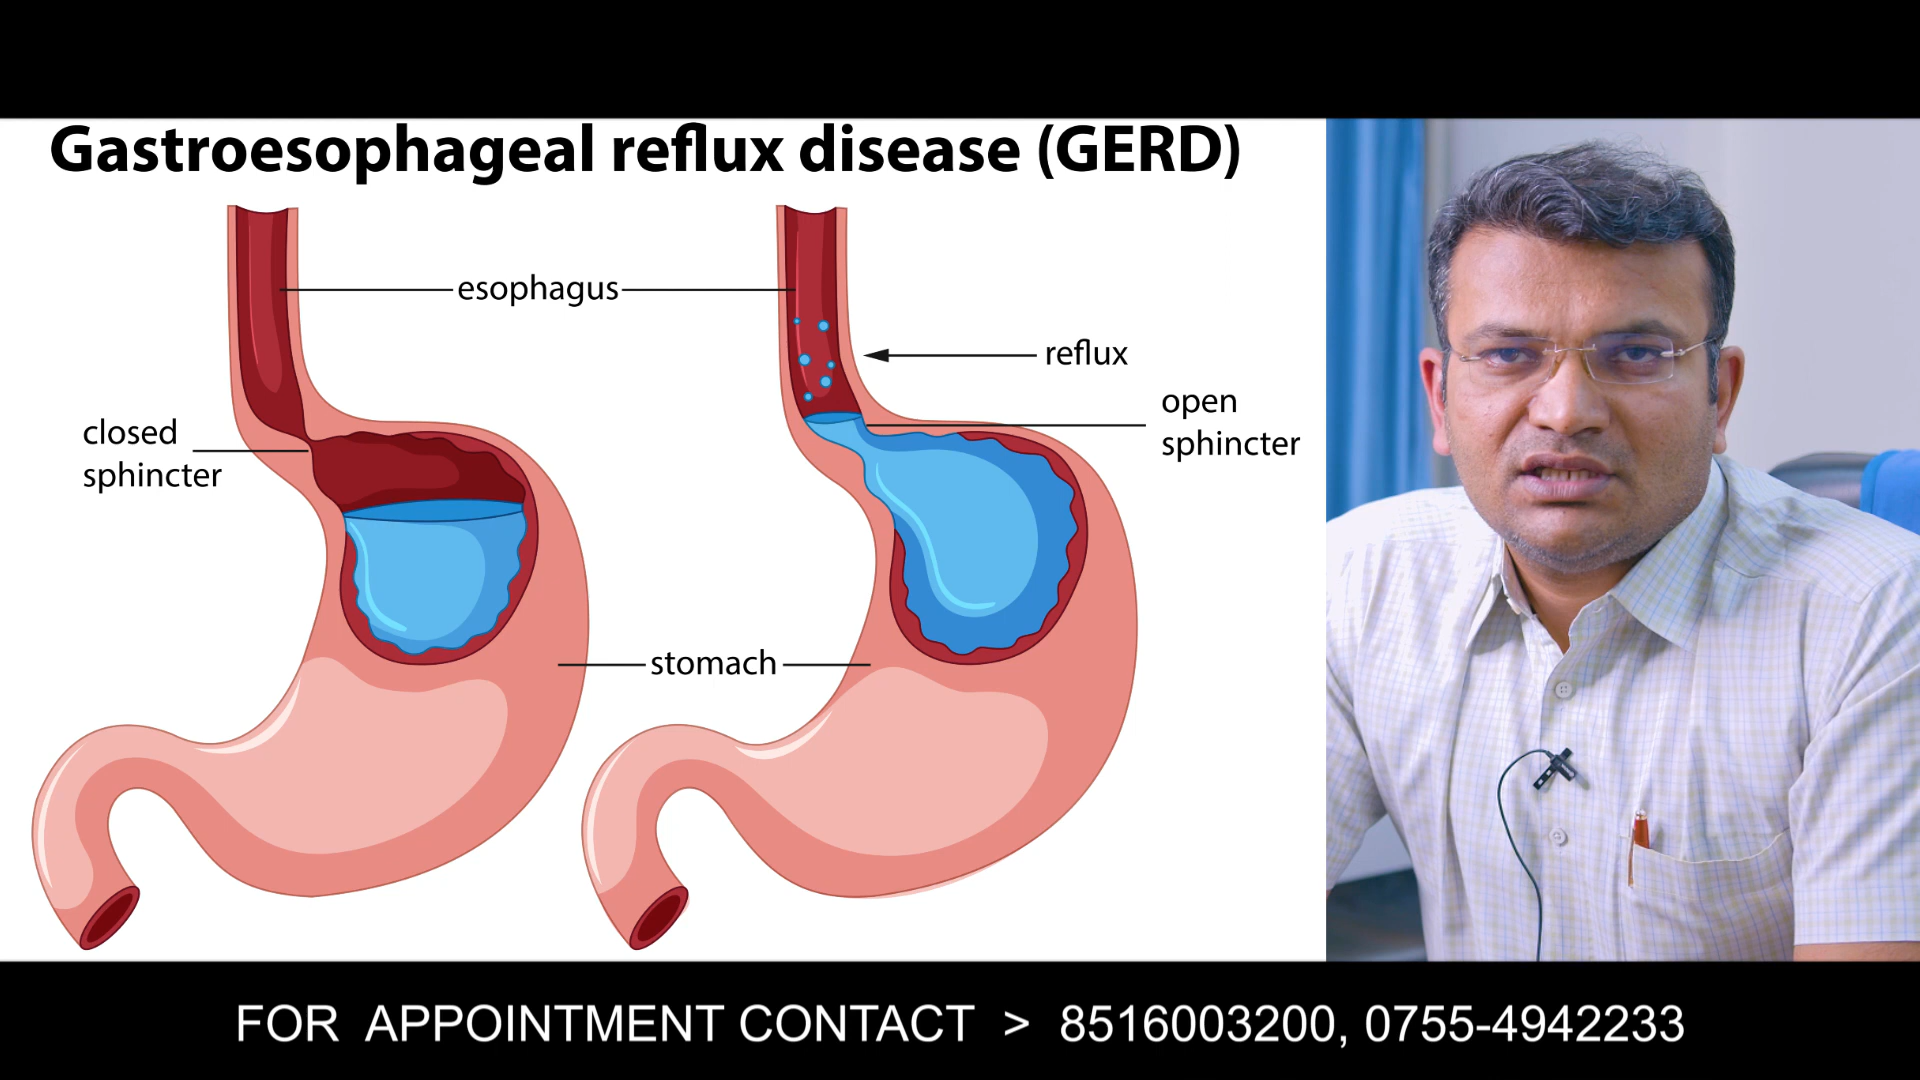 Gastroesophageal reflux disease (GERD)
esophagus
reflux
open
sphincter
closed
sphincter
stomach
FOR APPOINTMENT CONTACT > 8516003200, 0755-4942233